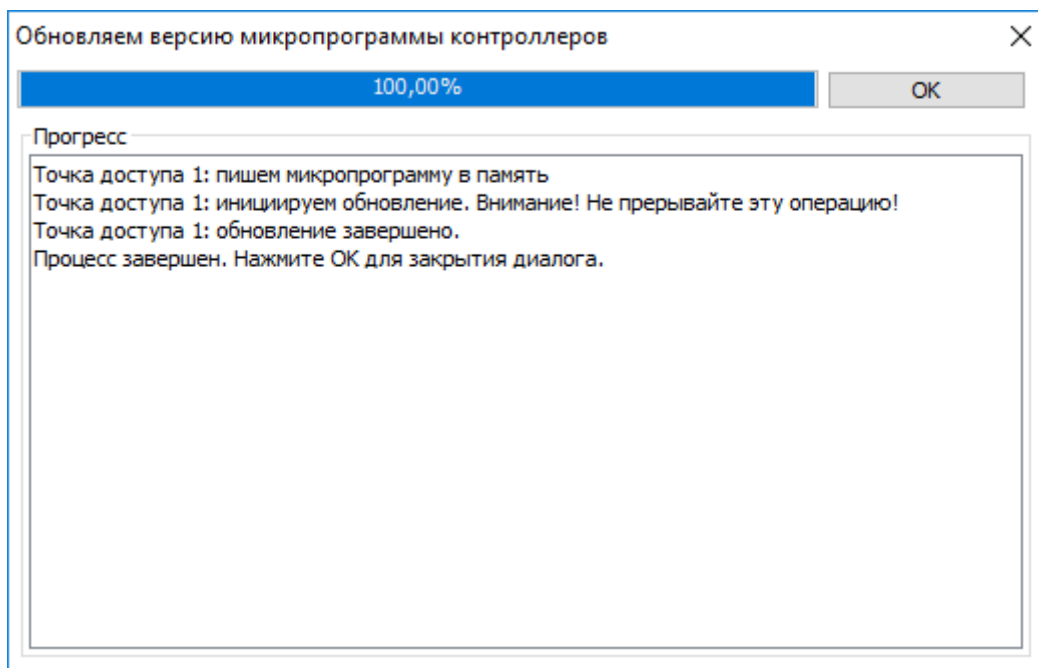 Обновляем версию микропрограммы контроллеров
100,00%
OK
Прогресс
Точка доступа 1: пишем микропрограмму в память
Точка доступа 1: инициируем обновление. Внимание! Не прерывайте эту операцию!
Точка доступа 1: обновление завершено.
Процесс завершен. Нажмите ОК для закрытия диалога.